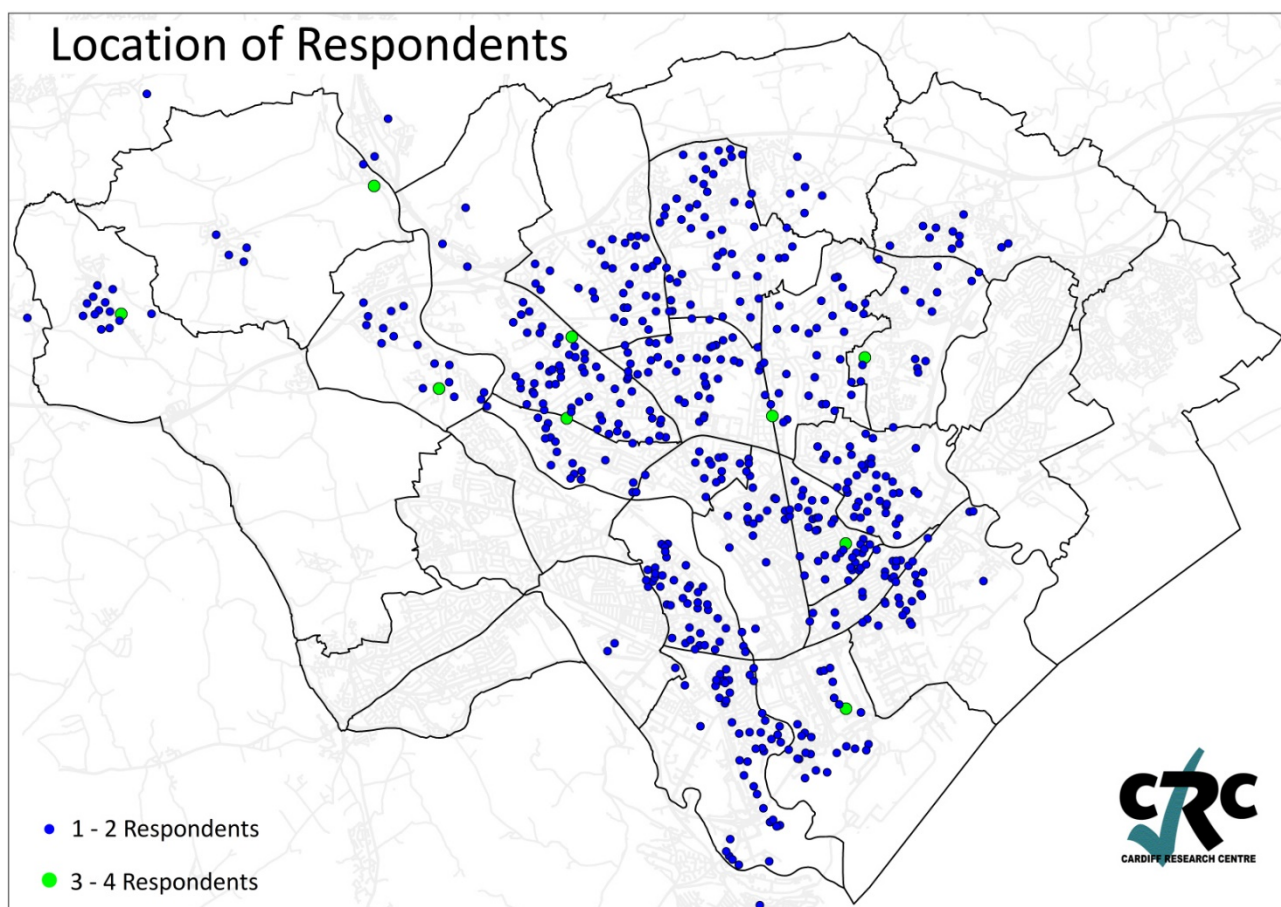 Location of Respondents
1 - 2 Respondents
3 - 4 Respondents
CRC
CARDIFF RESEARCH CENTRE